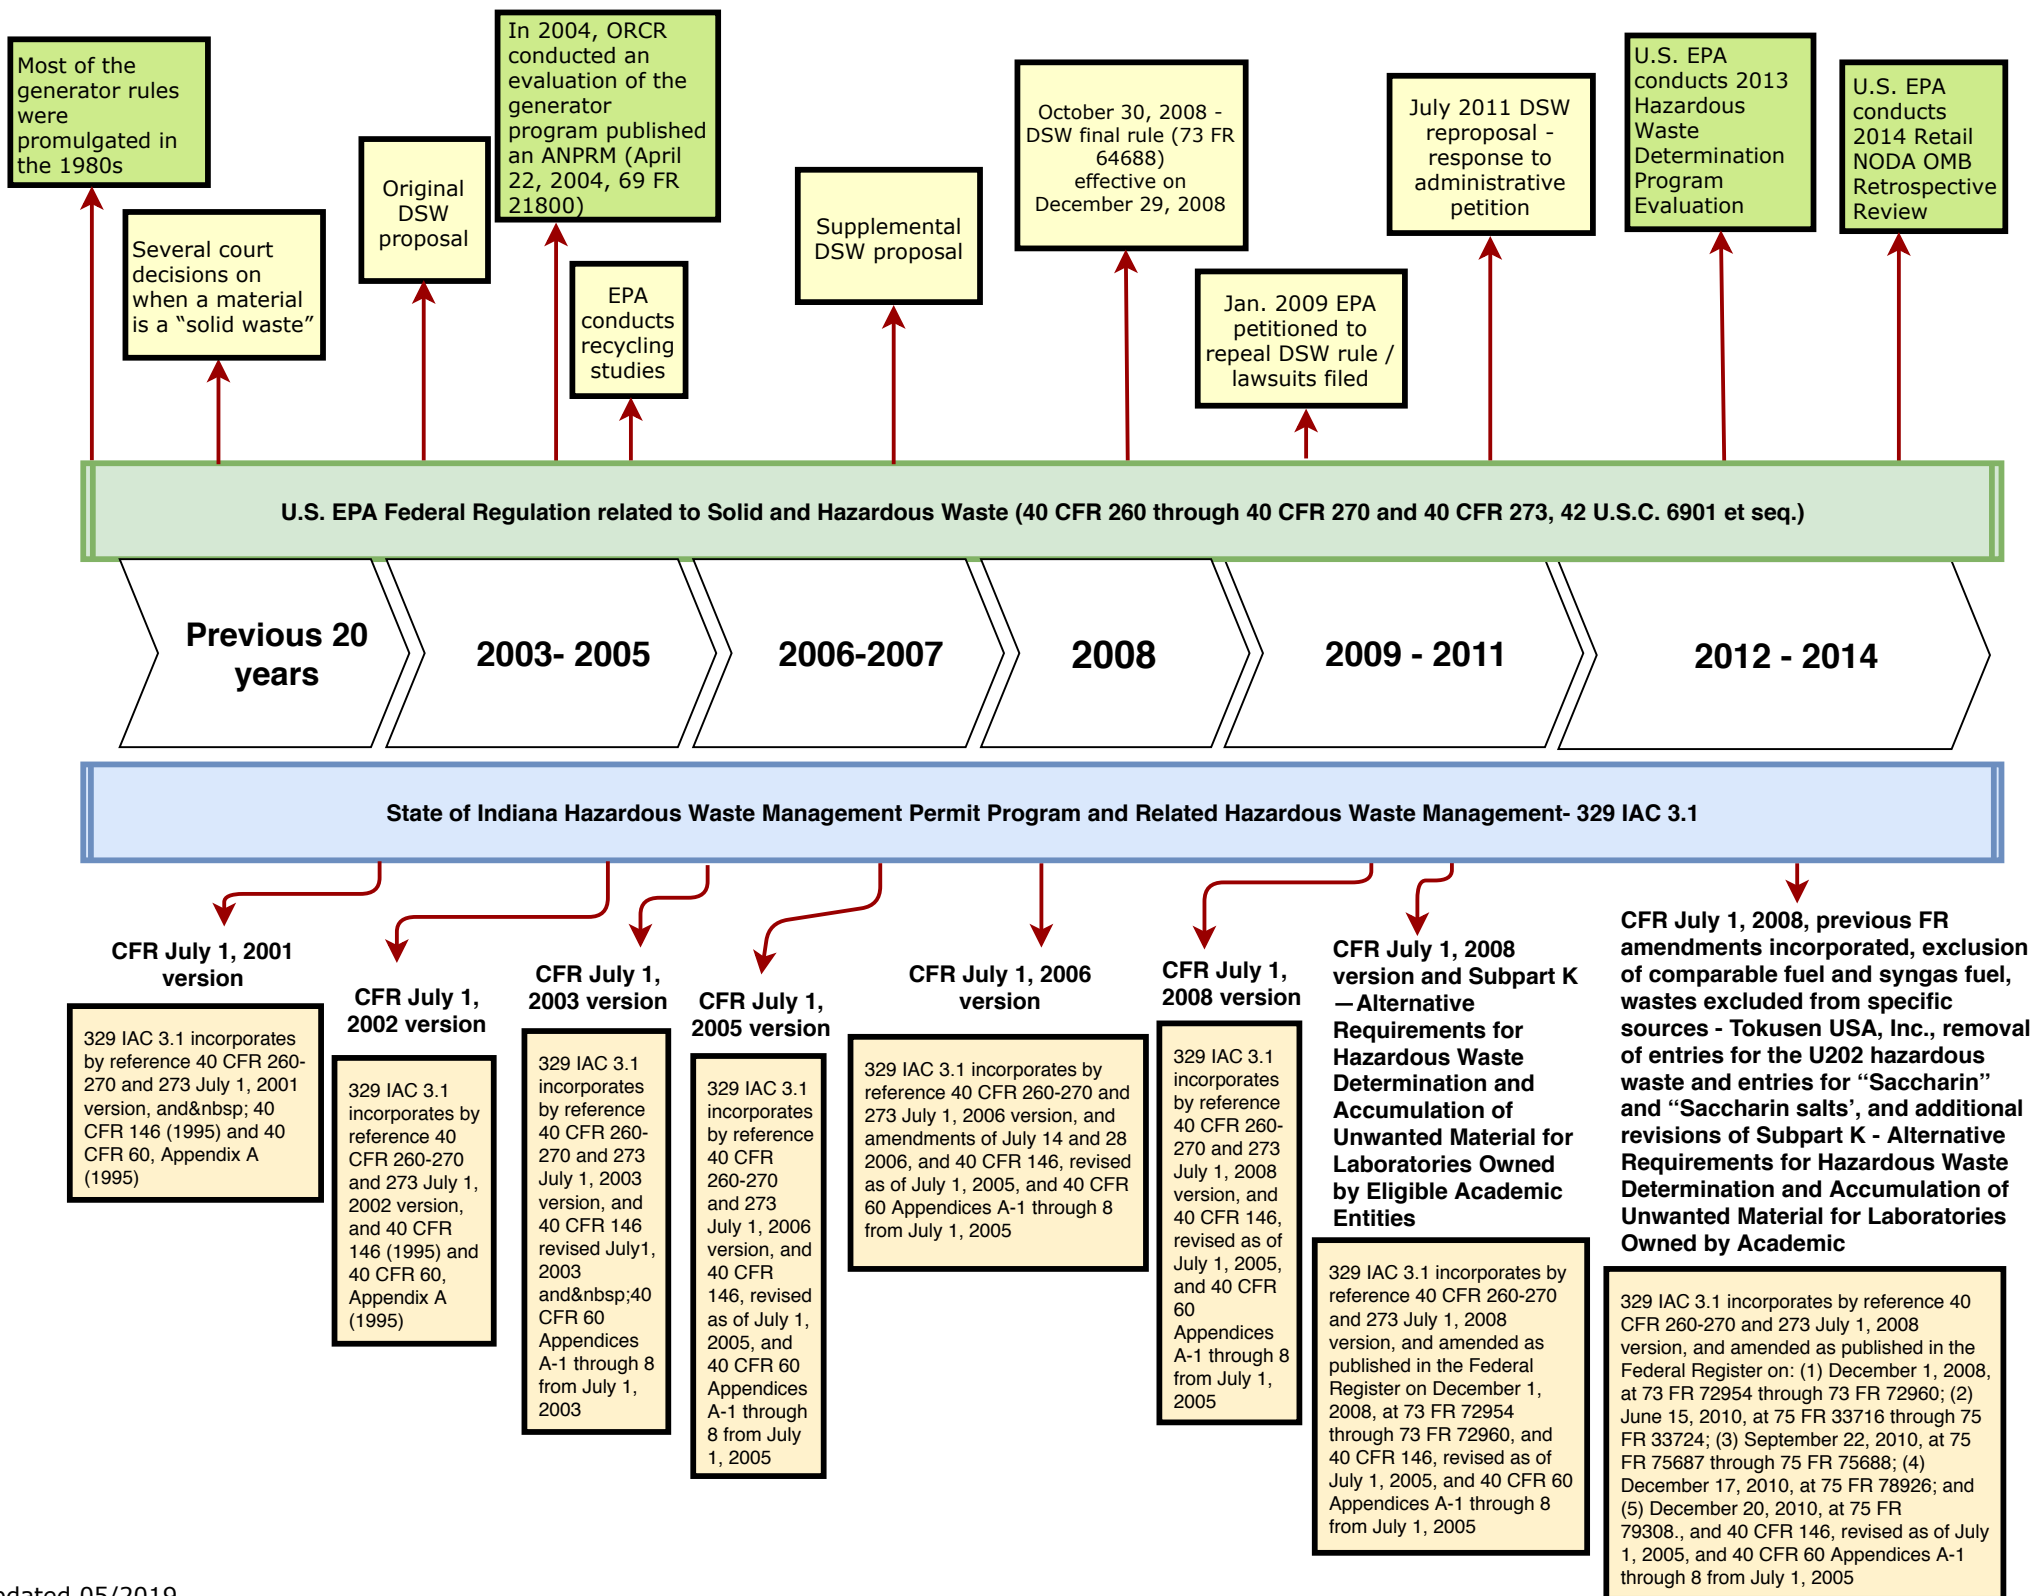 Most of the
generator rules
were
promulgated in
the 1980s
Several court
decisions on
when a material
is a “solid waste”
Original
DSW
proposal
In 2004, ORCR
conducted an
evaluation of the
generator
program published
an ANPRM (April
22, 2004, 69 FR
21800)
EPA
conducts
recycling
studies
Supplemental
DSW proposal
October 30, 2008 -
DSW final rule (73 FR
64688)
effective on
December 29, 2008
Jan. 2009 EPA
petitioned to
repeal DSW rule /
lawsuits filed
July 2011 DSW
reproposal -
response to
administrative
petition
U.S. EPA
conducts 2013
Hazardous
Waste
Determination
Program
Evaluation
U.S. EPA
conducts
2014 Retail
NODA OMB
Retrospective
Review
U.S. EPA Federal Regulation related to Solid and Hazardous Waste (40 CFR 260 through 40 CFR 270 and 40 CFR 273, 42 U.S.C. 6901 et seq.)
Previous 20
years
2003- 2005
2006-2007
2008
2009 - 2011
2012 - 2014
State of Indiana Hazardous Waste Management Permit Program and Related Hazardous Waste Management- 329 IAC 3.1
CFR July 1, 2001
version
329 IAC 3.1 incorporates
by reference 40 CFR 260-
270 and 273 July 1, 2001
version, and&nbsp; 40
CFR 146 (1995) and 40
CFR 60, Appendix A
(1995)
CFR July 1,
2002 version
329 IAC 3.1
incorporates by
reference 40
CFR 260-270
and 273 July 1,
2002 version,
and 40 CFR
146 (1995) and
40 CFR 60,
Appendix A
(1995)
CFR July 1,
2003 version
329 IAC 3.1
incorporates
by reference
40 CFR 260-
270 and 273
July 1, 2003
version, and
40 CFR 146
revised July1,
2003
and&nbsp;40
CFR 60
Appendices
A-1 through 8
from July 1,
2003
CFR July 1,
2005 version
329 IAC 3.1
incorporates
by reference
40 CFR
260-270
and 273
July 1, 2006
version, and
40 CFR
146, revised
as of July 1,
2005, and
40 CFR 60
Appendices
A-1 through
8 from July
1, 2005
CFR July 1, 2006
version
329 IAC 3.1 incorporates by
reference 40 CFR 260-270 and
273 July 1, 2006 version, and
amendments of July 14 and 28
2006, and 40 CFR 146, revised
as of July 1, 2005, and 40 CFR
60 Appendices A-1 through 8
from July 1, 2005
CFR July 1,
2008 version
329 IAC 3.1
incorporates
by reference
40 CFR 260-
270 and 273
July 1, 2008
version, and
40 CFR 146,
revised as of
July 1, 2005,
and 40 CFR
60
Appendices
A-1 through 8
from July 1,
2005
CFR July 1, 2008
version and Subpart K
—Alternative
Requirements for
Hazardous Waste
Determination and
Accumulation of
Unwanted Material for
Laboratories Owned
by Eligible Academic
Entities
329 IAC 3.1 incorporates by
reference 40 CFR 260-270
and 273 July 1, 2008
version, and amended as
published in the Federal
Register on December 1,
2008, at 73 FR 72954
through 73 FR 72960, and
40 CFR 146, revised as of
July 1, 2005, and 40 CFR 60
Appendices A-1 through 8
from July 1, 2005
CFR July 1, 2008, previous FR
amendments incorporated, exclusion
of comparable fuel and syngas fuel,
wastes excluded from specific
sources - Tokusen USA, Inc., removal
of entries for the U202 hazardous
waste and entries for “Saccharin”
and “Saccharin salts’, and additional
revisions of Subpart K - Alternative
Requirements for Hazardous Waste
Determination and Accumulation of
Unwanted Material for Laboratories
Owned by Academic
329 IAC 3.1 incorporates by reference 40
CFR 260-270 and 273 July 1, 2008
version, and amended as published in the
Federal Register on: (1) December 1, 2008,
at 73 FR 72954 through 73 FR 72960; (2)
June 15, 2010, at 75 FR 33716 through 75
FR 33724; (3) September 22, 2010, at 75
FR 75687 through 75 FR 75688; (4)
December 17, 2010, at 75 FR 78926; and
(5) December 20, 2010, at 75 FR
79308., and 40 CFR 146, revised as of July
1, 2005, and 40 CFR 60 Appendices A-1
through 8 from July 1, 2005
05/2019